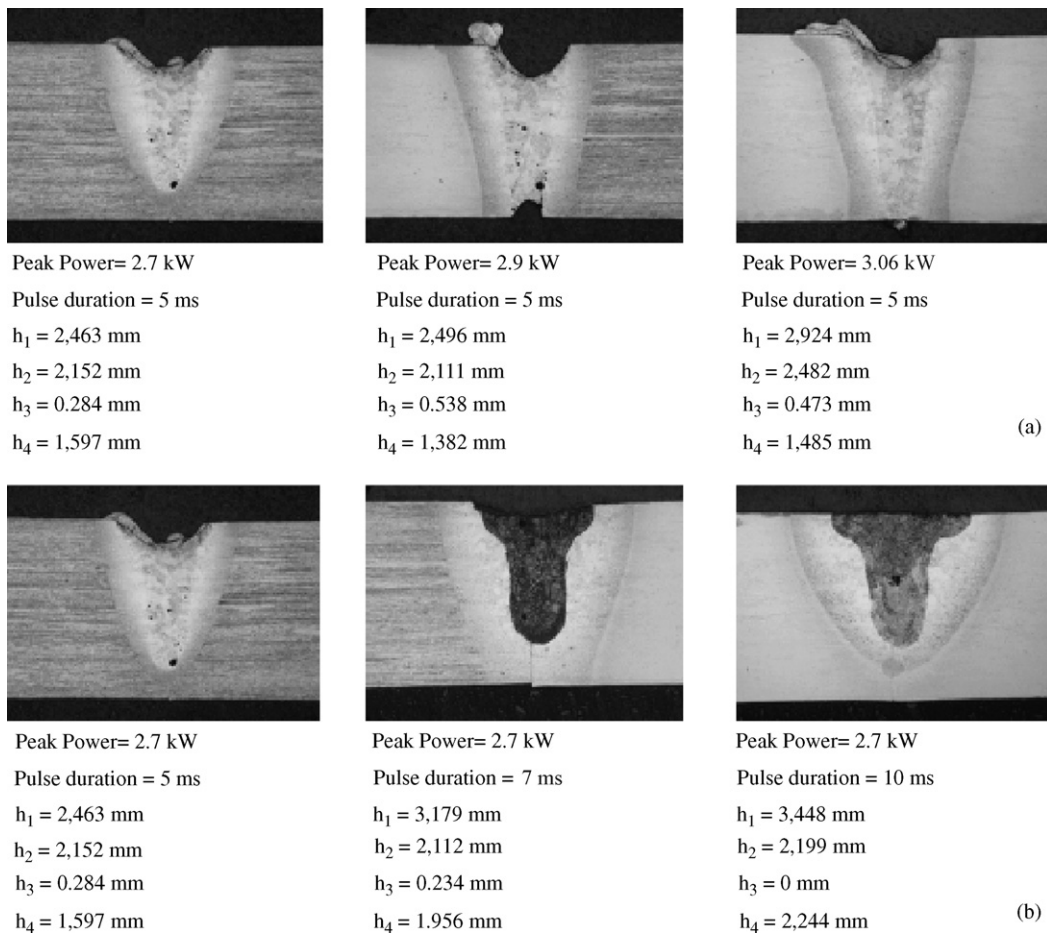 Peak Power= 2.7 kW
Pulse duration = 5 ms
h1 = 2,463 mm
h2 = 2,152 mm
h3 = 0.284 mm
h4 = 1,597 mm
Peak Power= 2.9 kW
Pulse duration = 5 ms
h1 = 2,496 mm
h2 = 2,111 mm
h3 = 0.538 mm
h4 = 1,382 mm
Peak Power= 3.06 kW
Pulse duration = 5 ms
h1 = 2,924 mm
h2 = 2,482 mm
h3 = 0.473 mm
h4 = 1,485 mm
(a)
Peak Power= 2.7 kW
Pulse duration = 5 ms
h1 = 2,463 mm
h2 = 2,152 mm
h3 = 0.284 mm
h4 = 1,597 mm
Peak Power= 2.7 kW
Pulse duration = 7 ms
h1 = 3,179 mm
h2 = 2,112 mm
h3 = 0.234 mm
h4 = 1.956 mm
Peak Power= 2.7 kW
Pulse duration = 10 ms
h1 = 3,448 mm
h2 = 2,199 mm
h3 = 0 mm
h4 = 2,244 mm
(b)